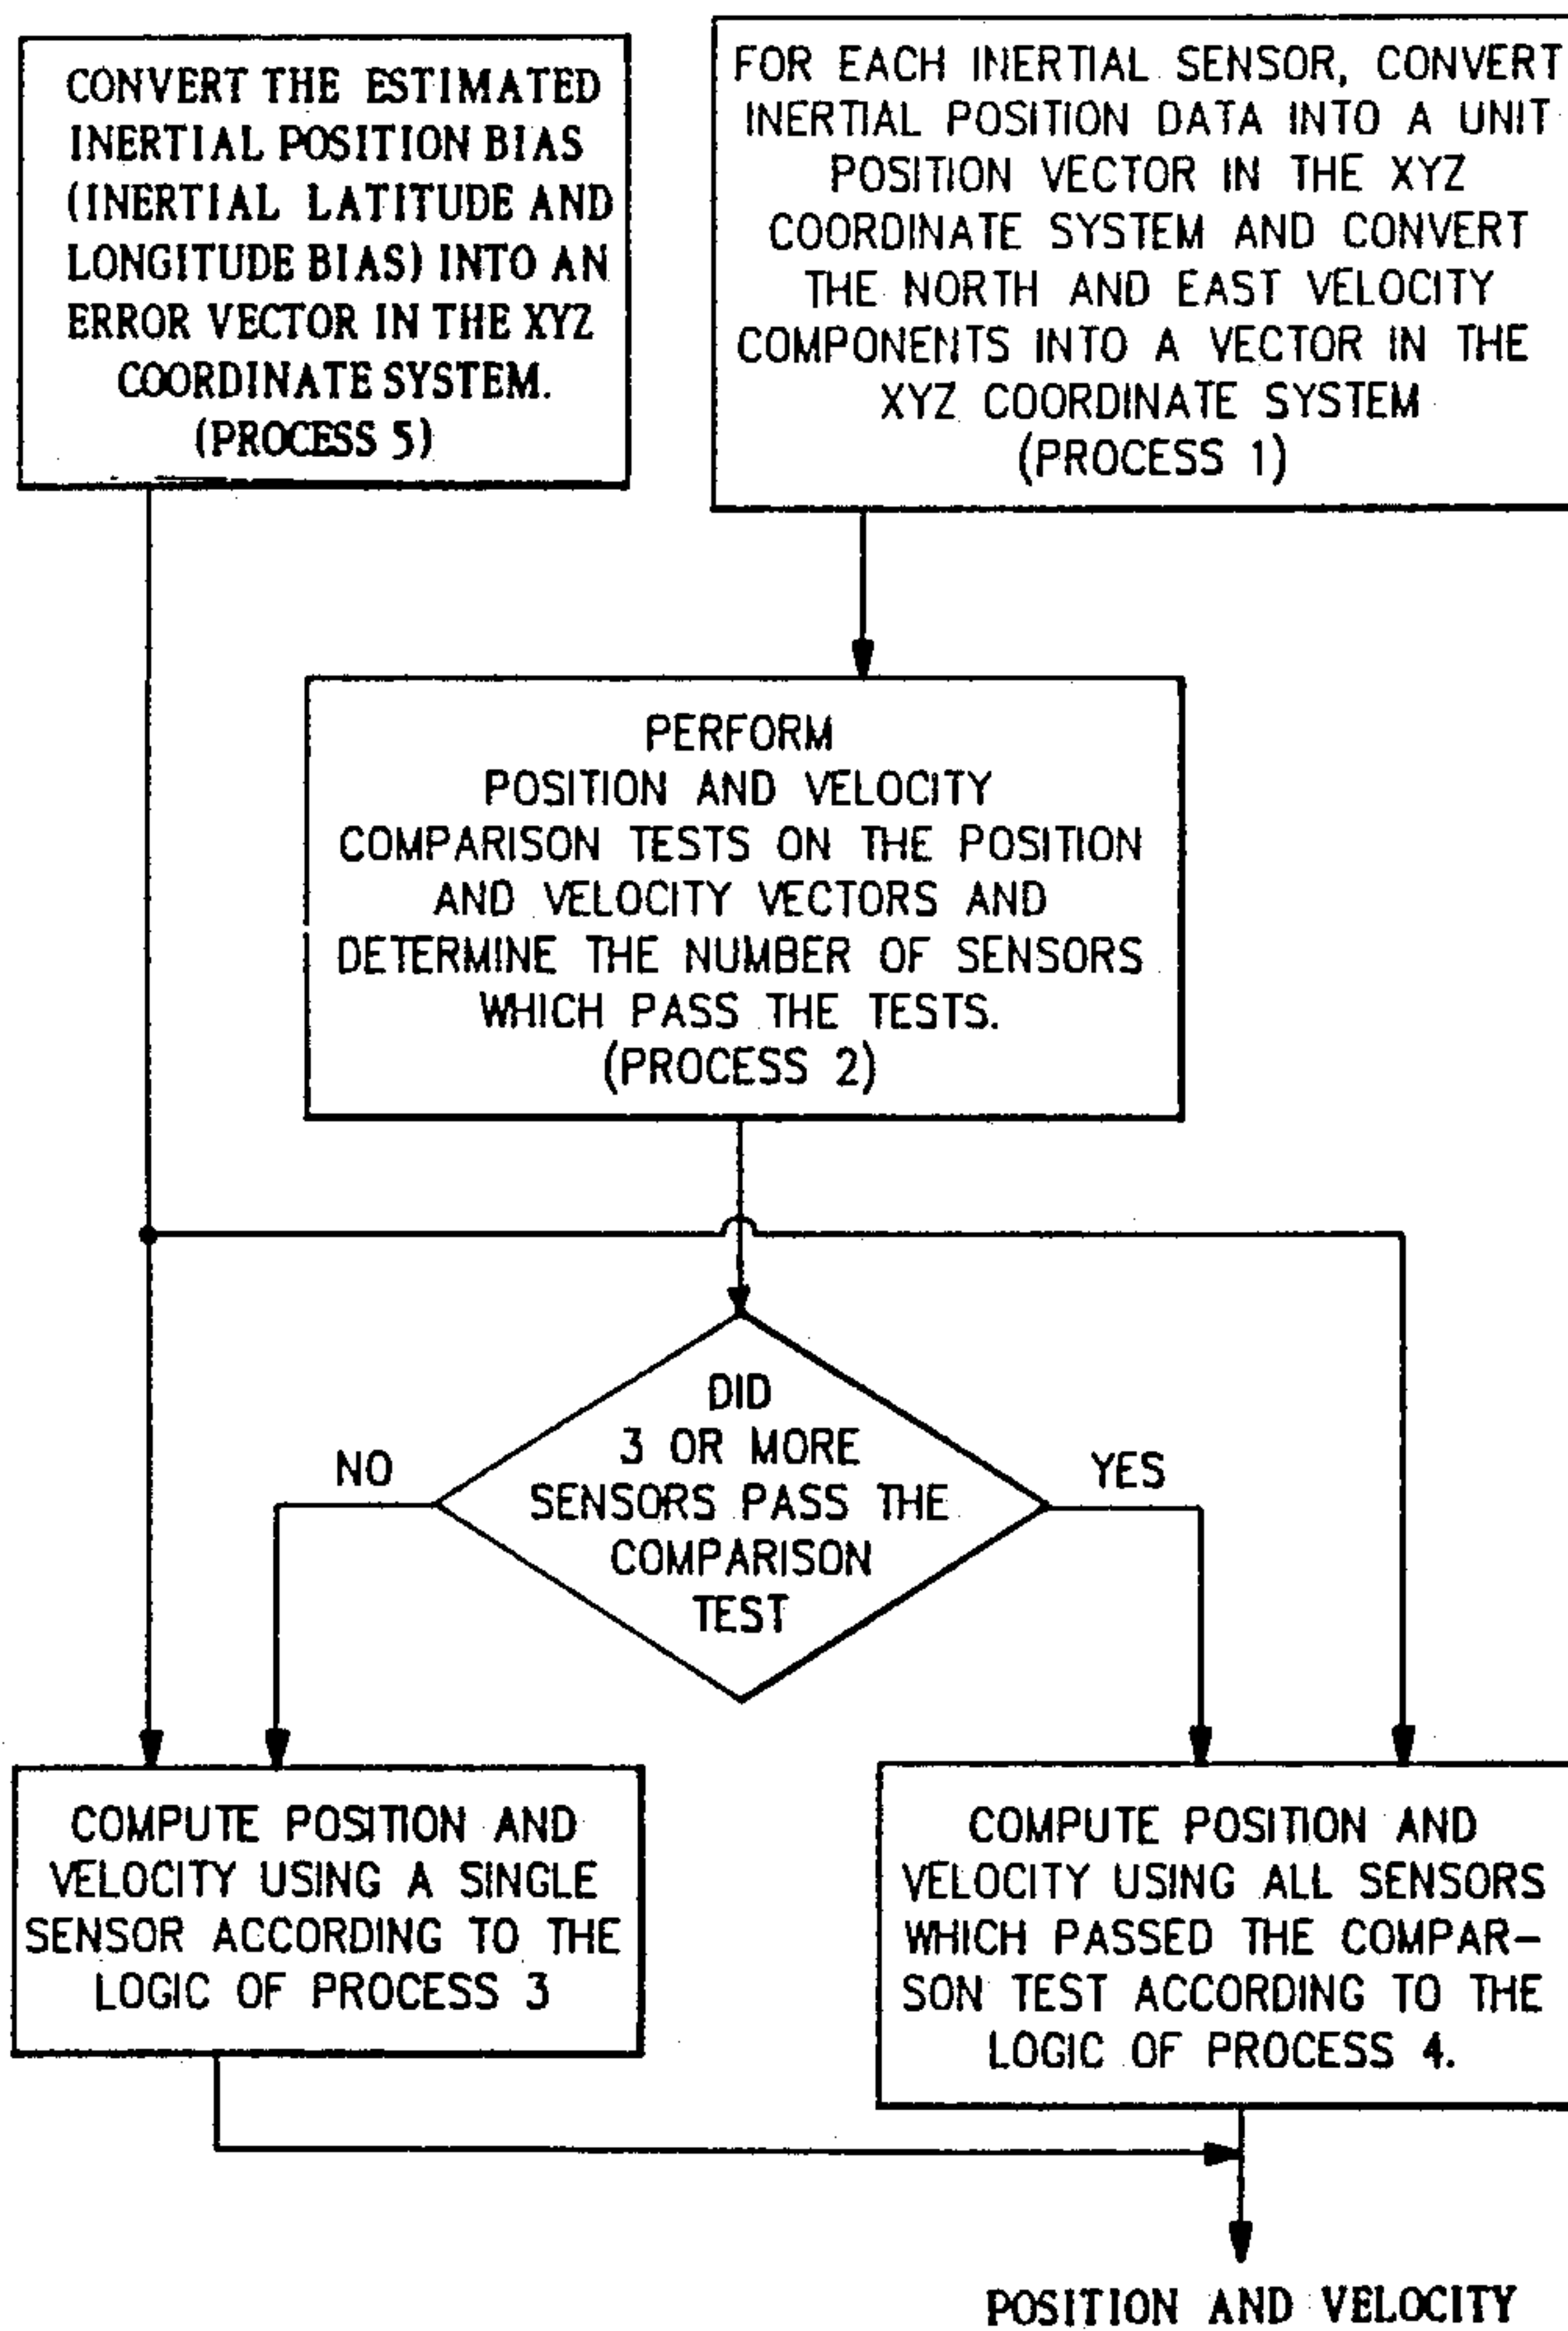 CONVERT THE ESTIMATED
INERTIAL POSITION BIAS
(INERTIAL LATITUDE AND
LONGITUDE BIAS) INTO AN
ERROR VECTOR IN THE XYZ
COORDINATE SYSTEM.
(PROCESS 5)
FOR EACH INERTIAL SENSOR, CONVERT
INERTIAL POSITION DATA INTO A UNIT
POSITION VECTOR IN THE XYZ
COORDINATE SYSTEM AND CONVERT
THE NORTH AND EAST VELOCITY
COMPONENTS INTO A VECTOR IN THE
XYZ COORDINATE SYSTEM
(PROCESS 1)
PERFORM
POSITION AND VELOCITY
COMPARISON TESTS ON THE POSITION
AND VELOCITY VECTORS AND
DETERMINE THE NUMBER OF SENSORS
WHICH PASS THE TESTS.
(PROCESS 2)
DID
3 OR MORE
SENSORS PASS THE
COMPARISON
TEST
NO
YES
COMPUTE POSITION AND
VELOCITY USING A SINGLE
SENSOR ACCORDING TO THE
LOGIC OF PROCESS 3
COMPUTE POSITION AND
VELOCITY USING ALL SENSORS
WHICH PASSED THE COMPAR-
SON TEST ACCORDING TO THE
LOGIC OF PROCESS 4.
POSITION AND VELOCITY